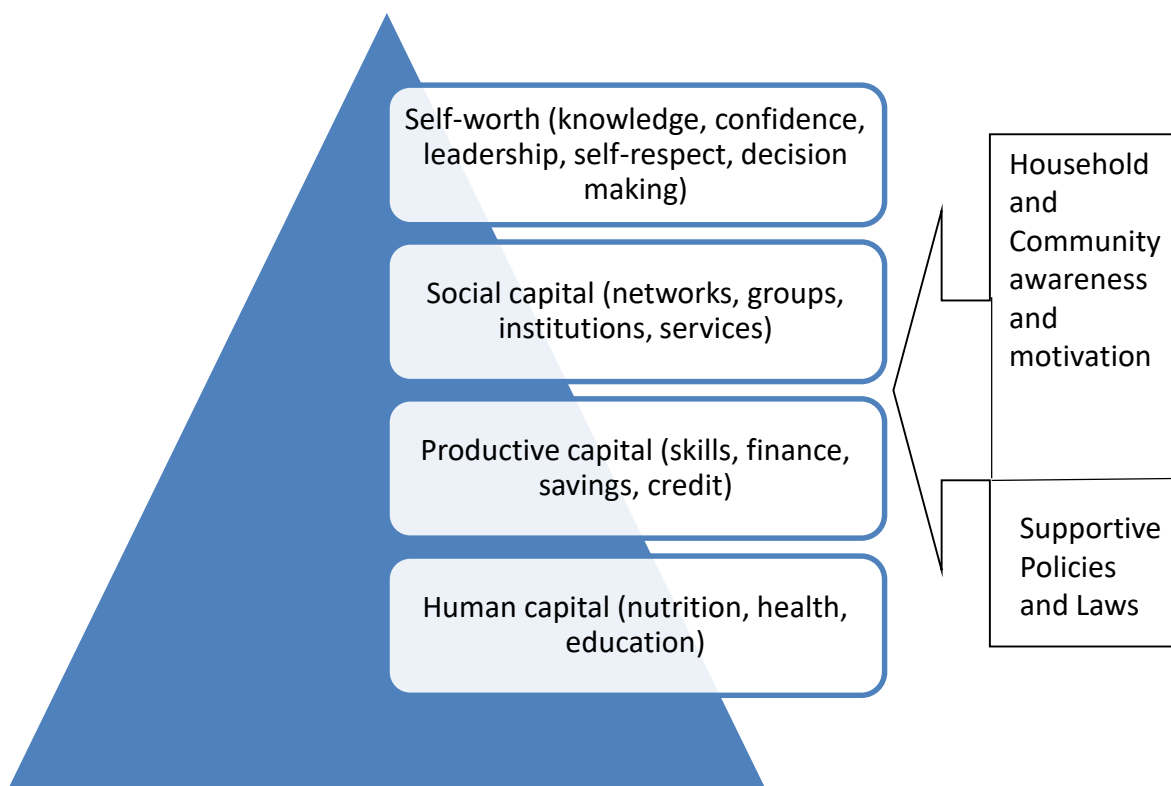 Self-worth (knowledge, confidence,
leadership, self-respect, decision
making)
Social capital (networks, groups,
institutions, services)
Productive capital (skills, finance,
savings, credit)
Human capital (nutrition, health,
education)
Household
and
Community
awareness
and
motivation
Supportive
Policies
and Laws